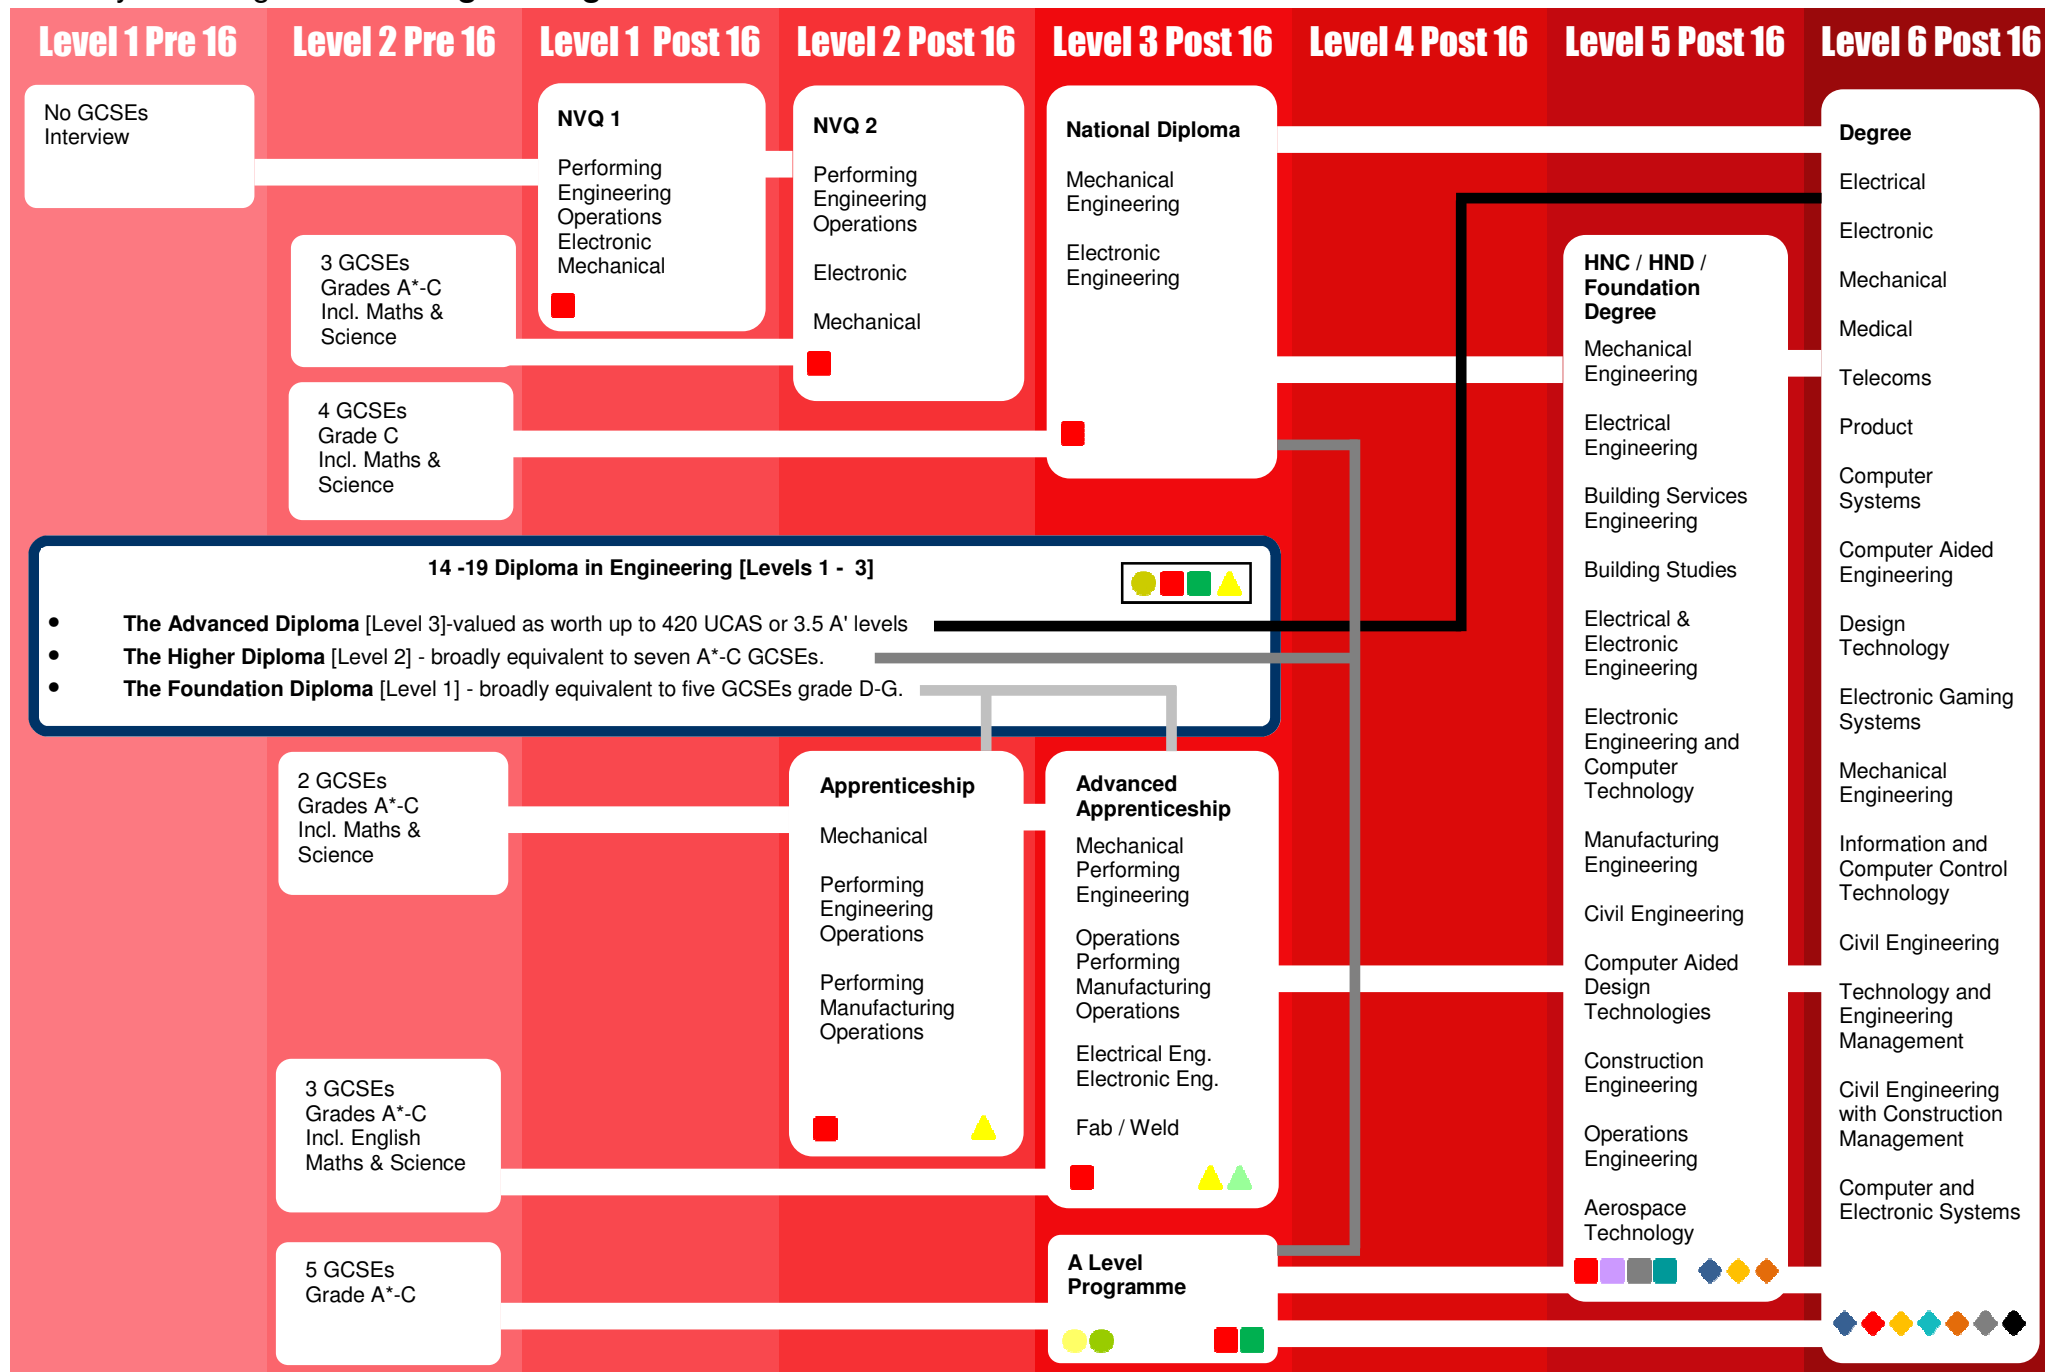 Level 1 Pre 16
Level 2 Pre 16
Level 1 Post 16
Level 2 Post 16
Level 3 Post 16
Level 4 Post 16
Level 5 Post 16
Level 6 Post 16
No GCSEs
Interview
3 GCSEs
Grades A*-C
Incl. Maths &
Science
4 GCSEs
Grade C
Incl. Maths &
Science
NVQ 1
Performing
Engineering
Operations
Electronic
Mechanical
NVQ 2
Performing
Engineering
Operations
Electronic
Mechanical
National Diploma
Mechanical
Engineering
Electronic
Engineering
14 -19 Diploma in Engineering [Levels 1 - 3]
• The Advanced Diploma [Level 3]-valued as worth up to 420 UCAS or 3.5 A' levels
• The Higher Diploma [Level 2] - broadly equivalent to seven A*-C GCSEs.
• The Foundation Diploma [Level 1] - broadly equivalent to five GCSEs grade D-G.
2 GCSEs
Grades A*-C
Incl. Maths &
Science
3 GCSEs
Grades A*-C
Incl. English
Maths & Science
5 GCSEs
Grade A*-C
Apprenticeship
Mechanical
Performing
Engineering
Operations
Performing
Manufacturing
Operations
Advanced
Apprenticeship
Mechanical
Performing
Engineering
Operations
Performing
Manufacturing
Operations
Electrical Eng.
Electronic Eng.
Fab / Weld
A Level
Programme
HNC / HND /
Foundation
Degree
Mechanical
Engineering
Electrical
Engineering
Building Services
Engineering
Building Studies
Electrical &
Electronic
Engineering
Electronic
Engineering and
Computer
Technology
Manufacturing
Engineering
Civil Engineering
Computer Aided
Design
Technologies
Construction
Engineering
Operations
Engineering
Aerospace
Technology
Degree
Electrical
Electronic
Mechanical
Medical
Telecoms
Product
Computer
Systems
Computer Aided
Engineering
Design
Technology
Electronic Gaming
Systems
Mechanical
Engineering
Information and
Computer Control
Technology
Civil Engineering
Technology and
Engineering
Management
Civil Engineering
with Construction
Management
Computer and
Electronic Systems